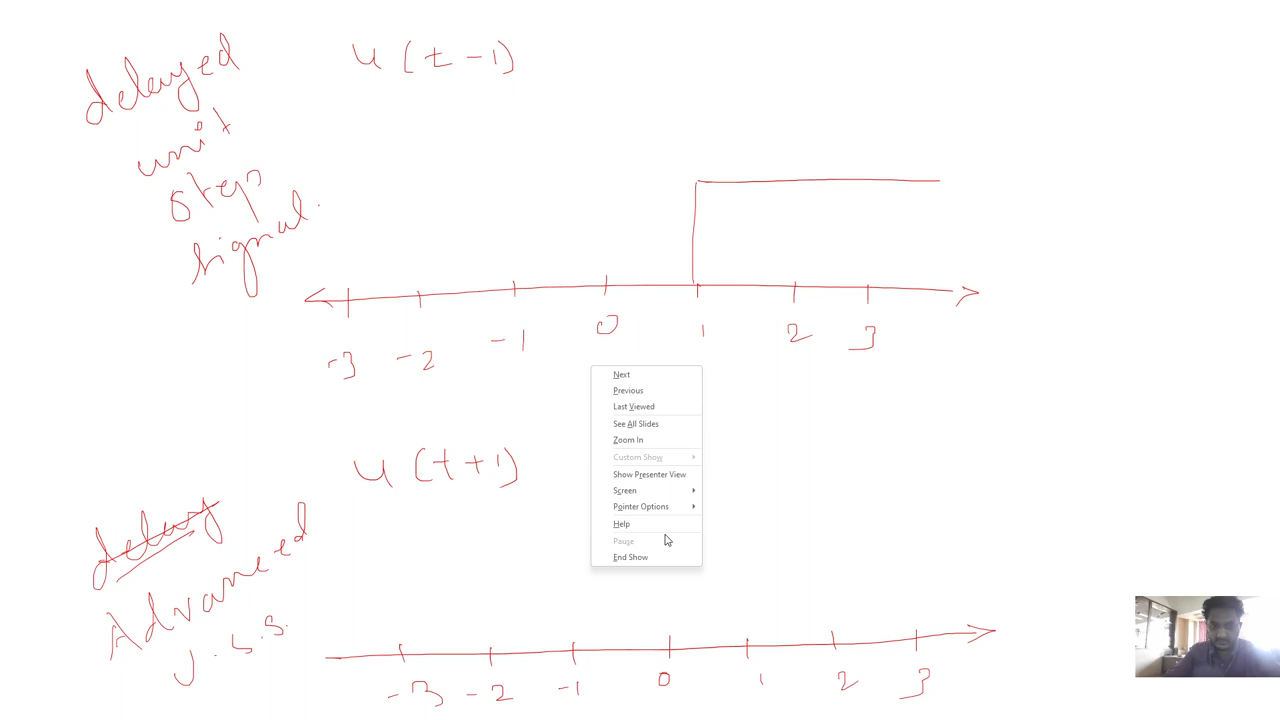 delayed
unit
step
signal.
u(t-1)
-3 -2 -1 0 1 2 3
Next
Previous
Last Viewed
See All Slides
Zoom In
Custom Show
Show Presenter View
Screen
Pointer Options
Help
Pause
End Show
u(t+1)
delay
Advanced
U.S.S.
-3 -2 -1 0 1 2 3